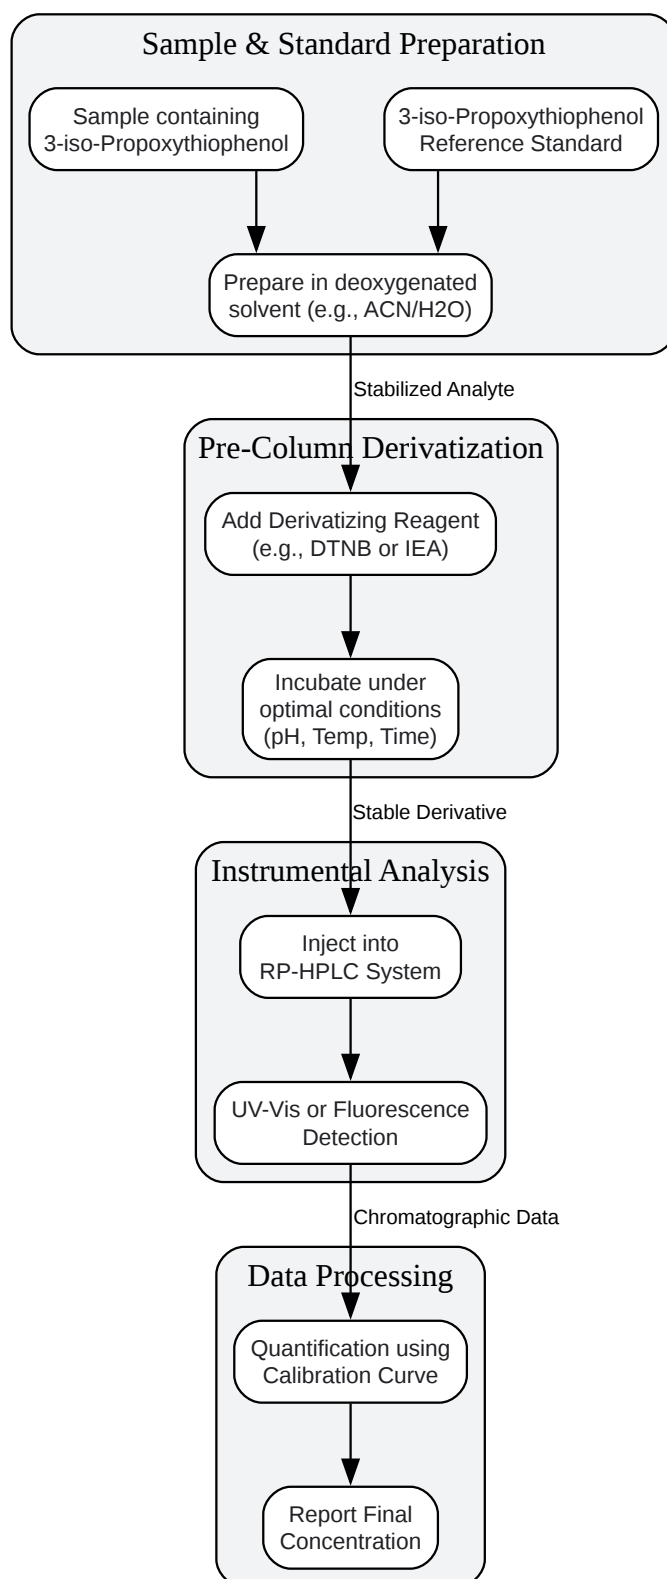 Sample & Standard Preparation
Sample containing
3-iso-Propoxythiophenol
3-iso-Propoxythiophenol
Reference Standard
Prepare in deoxygenated
solvent (e.g., ACN/H2O)
Stabilized Analyte
Pre-Column Derivatization
Add Derivatizing Reagent
(e.g., DTNB or IEA)
Incubate under
optimal conditions
(pH, Temp, Time)
Stable Derivative
Instrumental Analysis
Inject into
RP-HPLC System
UV-Vis or Fluorescence
Detection
Chromatographic Data
Data Processing
Quantification using
Calibration Curve
Report Final
Concentration